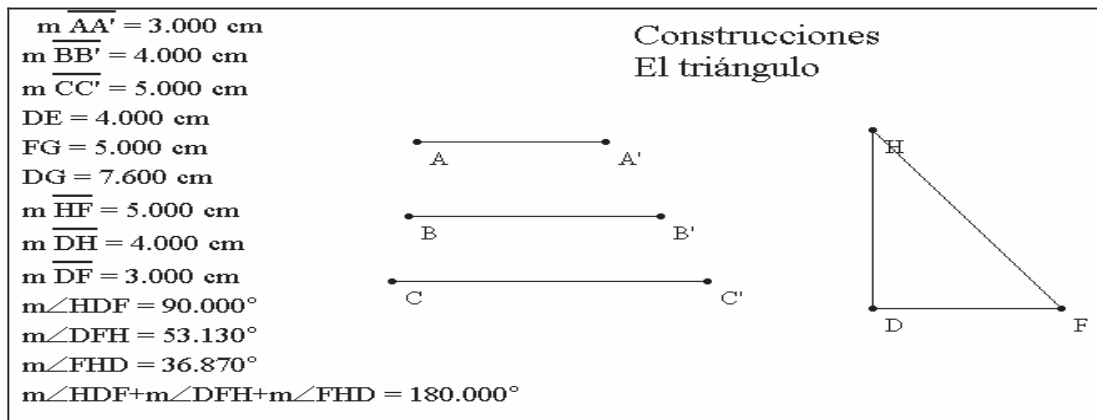 m AA' = 3.000 cm
m BB' = 4.000 cm
m CC' = 5.000 cm
DE = 4.000 cm
FG = 5.000 cm
DG = 7.600 cm
m HF = 5.000 cm
m DH = 4.000 cm
m DF = 3.000 cm
m∠HDF = 90.000°
m∠DFH = 53.130°
m∠FHD = 36.870°
m∠HDF+m∠DFH+m∠FHD = 180.000°
Construcciones
El triángulo
A A'
B B'
C C'
H
D F